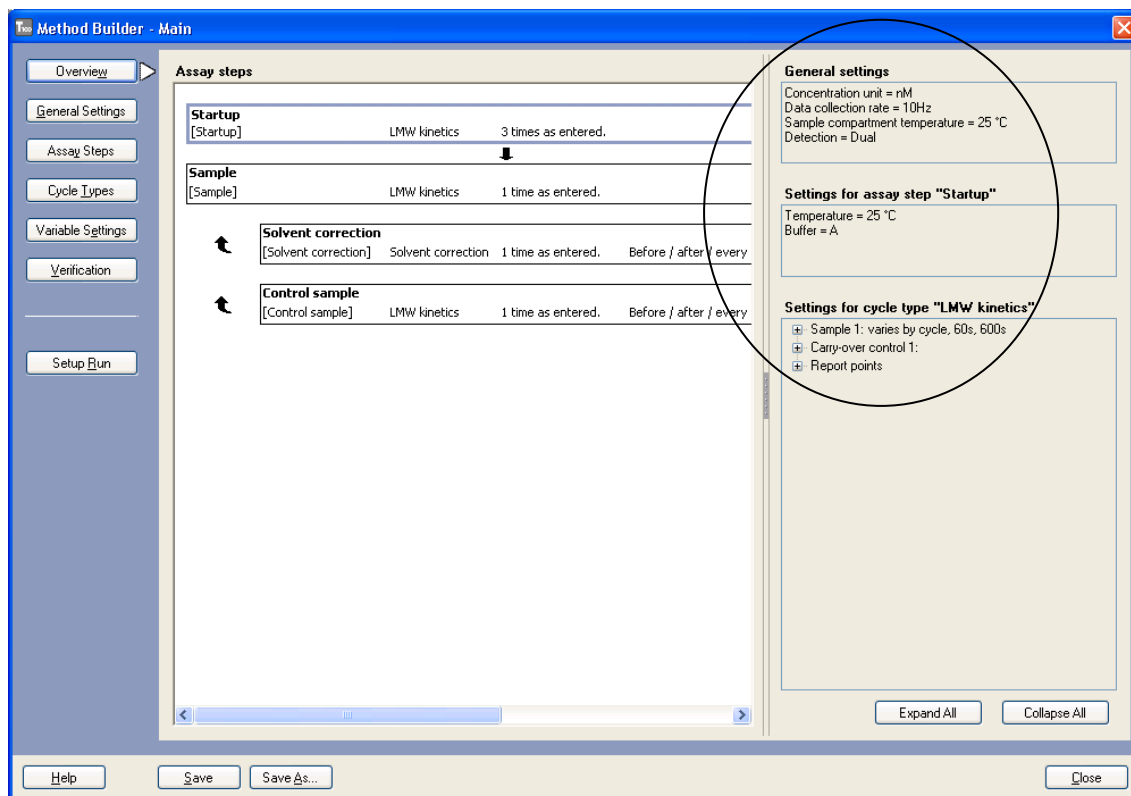 T100 Method Builder - Main
Overview
General Settings
Assay Steps
Cycle Types
Variable Settings
Verification
Setup Run
Assay steps
Startup
[Startup] LMW kinetics 3 times as entered.
Sample
[Sample] LMW kinetics 1 time as entered.
Solvent correction
[Solvent correction] Solvent correction 1 time as entered. Before / after / every
Control sample
[Control sample] LMW kinetics 1 time as entered. Before / after / every
General settings
Concentration unit = nM
Data collection rate = 10Hz
Sample compartment temperature = 25 °C
Detection = Dual
Settings for assay step "Startup"
Temperature = 25 °C
Buffer = A
Settings for cycle type "LMW kinetics"
Sample 1: varies by cycle, 60s, 600s
Carry-over control 1:
Report points
Expand All Collapse All
Help Save Save As... Close